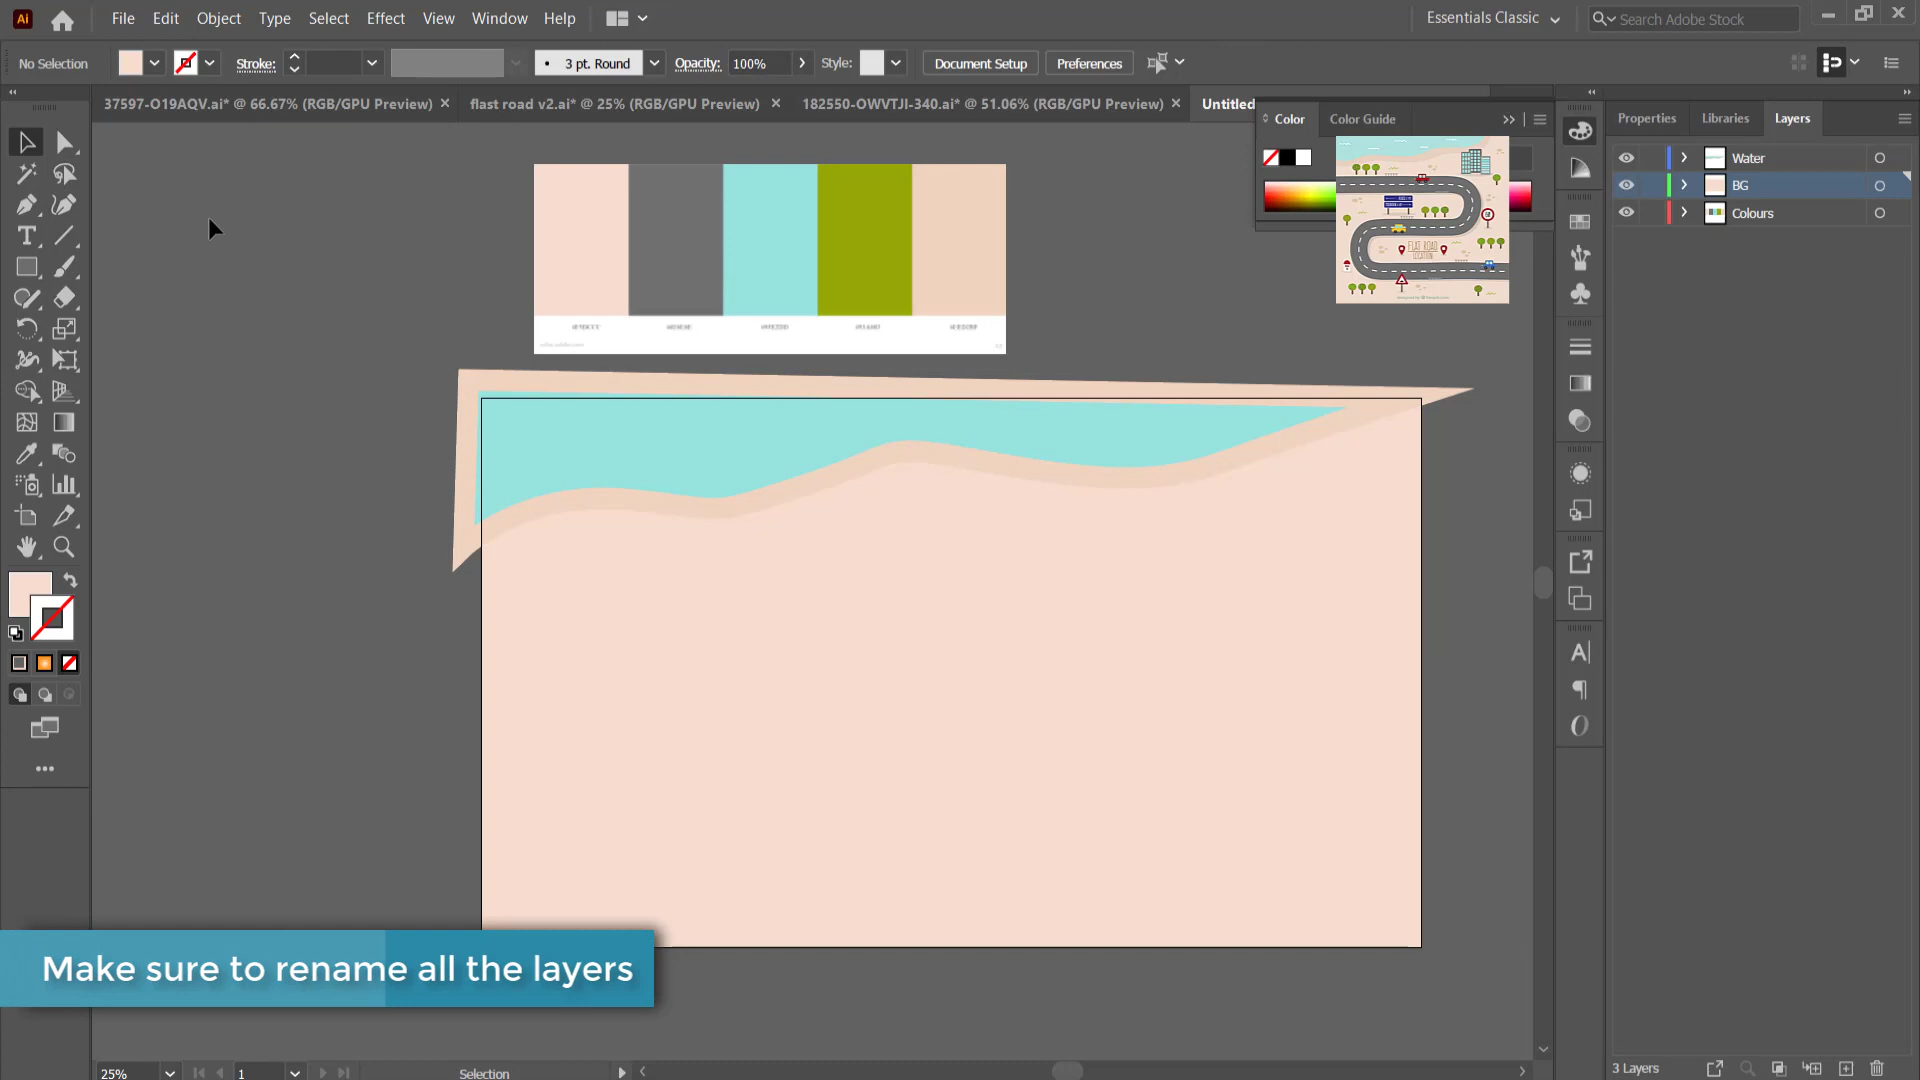 Ai
File Edit Object Type Select Effect View Window Help
Essentials Classic
Search Adobe Stock
No Selection
Stroke:
3 pt. Round
Opacity:
100%
Style:
Document Setup
Preferences
37597-O19AQV.ai* @ 66.67% (RGB/GPU Preview)
flast road v2.ai* @ 25% (RGB/GPU Preview)
182550-OWVTJI-340.ai* @ 51.06% (RGB/GPU Preview)
Untitled
Color
Color Guide
FLAT ROAD
LOCATION
Properties
Libraries
Layers
Water
BG
Colours
Make sure to rename all the layers
25%
1
Selection
3 Layers